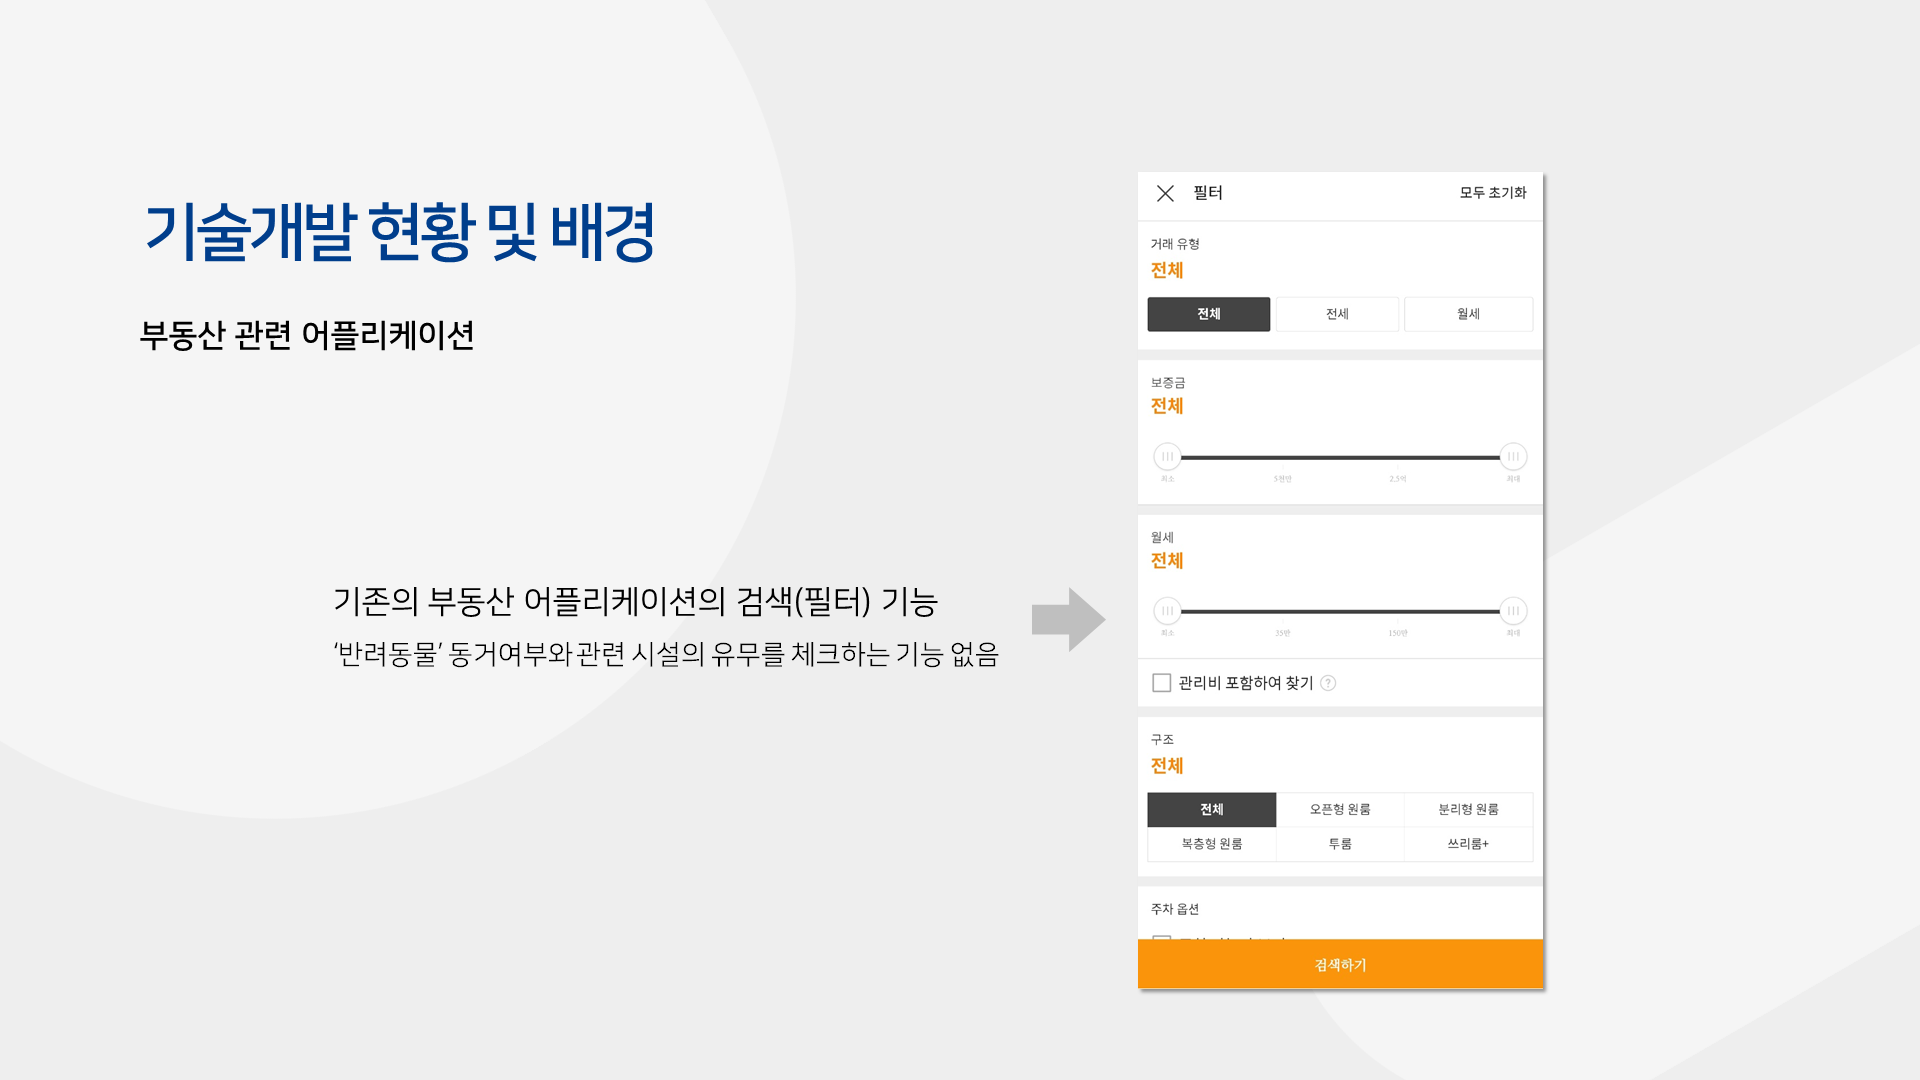 기술개발 현황 및 배경
부동산 관련 어플리케이션
기존의 부동산 어플리케이션의 검색(필터) 기능
‘반려동물’ 동거여부와 관련 시설의 유무를 체크하는 기능 없음
필터 모두 초기화
거래 유형
전체
전체 전세 월세
보증금
전체
최소 5천만 2.5억 최대
월세
전체
최소 35만 150만 최대
관리비 포함하여 찾기 ?
구조
전체
전체 오픈형 원룸 분리형 원룸
복층형 원룸 투룸 쓰리룸+
주차 옵션
검색하기